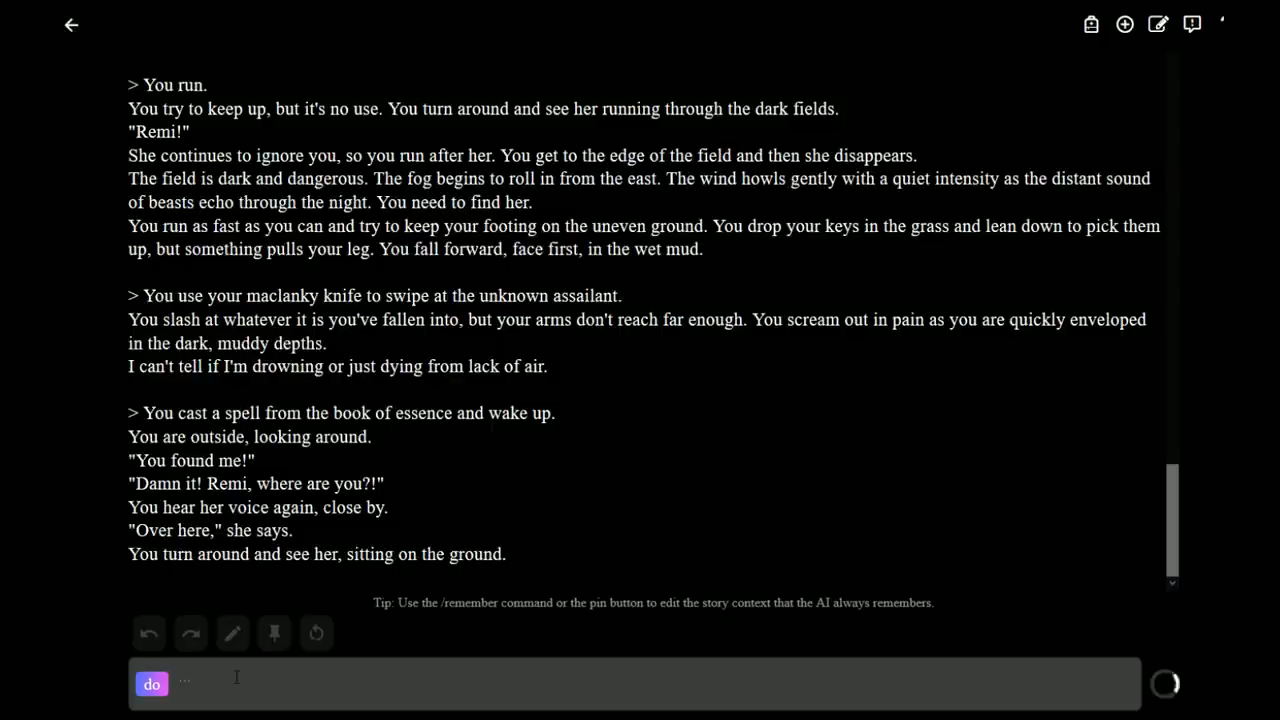 > You run.
You try to keep up, but it's no use. You turn around and see her running through the dark fields.
"Remi!"
She continues to ignore you, so you run after her. You get to the edge of the field and then she disappears.
The field is dark and dangerous. The fog begins to roll in from the east. The wind howls gently with a quiet intensity as the distant sound
of beasts echo through the night. You need to find her.
You run as fast as you can and try to keep your footing on the uneven ground. You drop your keys in the grass and lean down to pick them
up, but something pulls your leg. You fall forward, face first, in the wet mud.
> You use your maclanky knife to swipe at the unknown assailant.
You slash at whatever it is you've fallen into, but your arms don't reach far enough. You scream out in pain as you are quickly enveloped
in the dark, muddy depths.
I can't tell if I'm drowning or just dying from lack of air.
> You cast a spell from the book of essence and wake up.
You are outside, looking around.
"You found me!"
"Damn it! Remi, where are you?!"
You hear her voice again, close by.
"Over here," she says.
You turn around and see her, sitting on the ground.
Tip: Use the /remember command or the pin button to edit the story context that the AI always remembers.
do ...